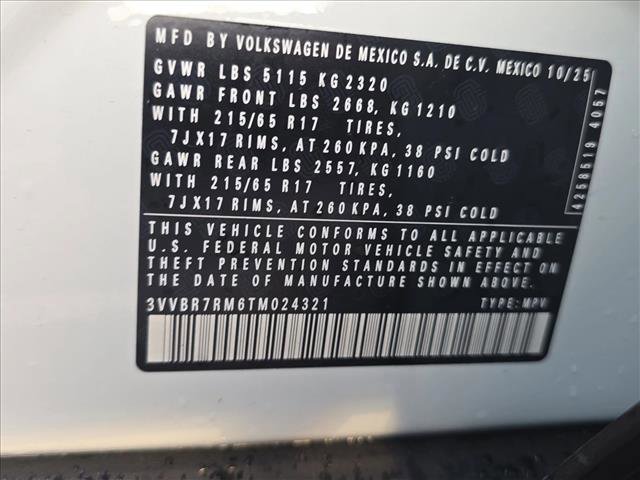 MFD BY VOLKSWAGEN DE MEXICO S.A. DE C.V. MEXICO 10/25
GVWR LBS 5115 KG 2320
GAWR FRONT LBS 2668, KG 1210
WITH 215/65 R17 TIRES,
7JX17 RIMS, AT 260 KPA, 38 PSI COLD
GAWR REAR LBS 2557, KG 1160
WITH 215/65 R17 TIRES,
7JX17 RIMS, AT 260 KPA, 38 PSI COLD
4258519 4057
THIS VEHICLE CONFORMS TO ALL APPLICABLE
U.S. FEDERAL MOTOR VEHICLE SAFETY AND
THEFT PREVENTION STANDARDS IN EFFECT ON
THE DATE OF MANUFACTURE SHOWN ABOVE.
3VVBR7RM6TM024321 TYPE: MPV